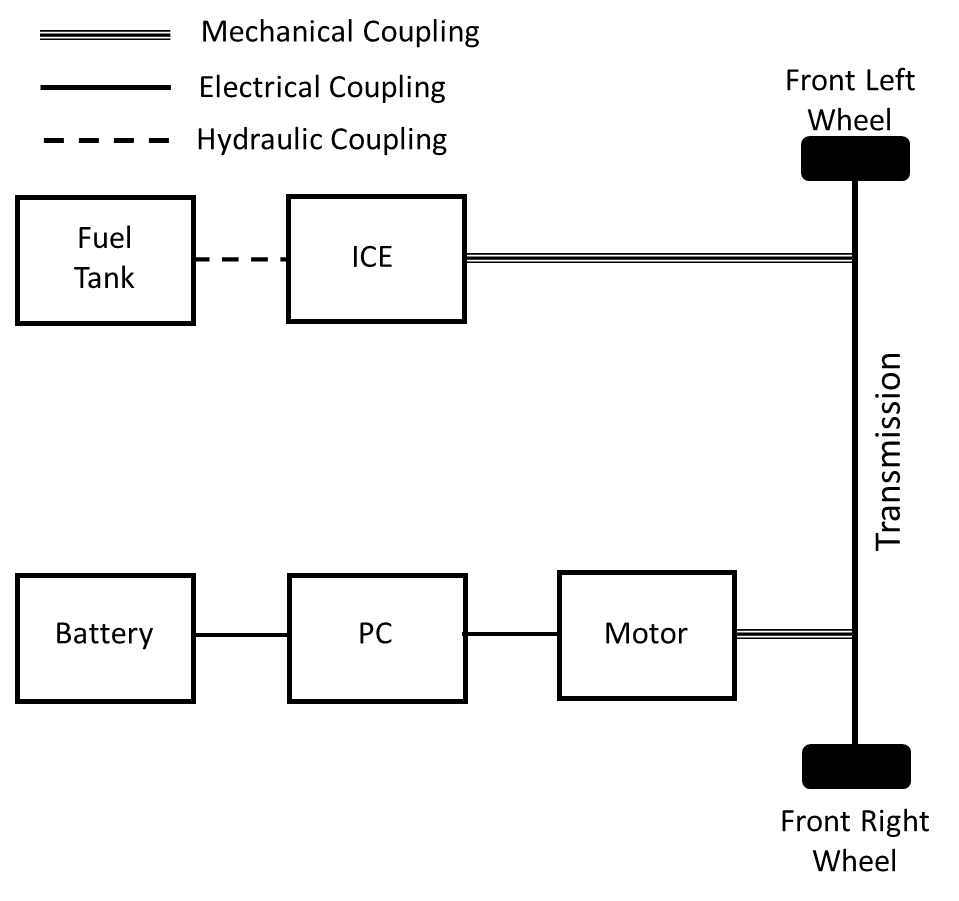 Mechanical Coupling
Electrical Coupling
Hydraulic Coupling
Front Left
Wheel
Fuel
Tank
ICE
Transmission
Battery
PC
Motor
Front Right
Wheel